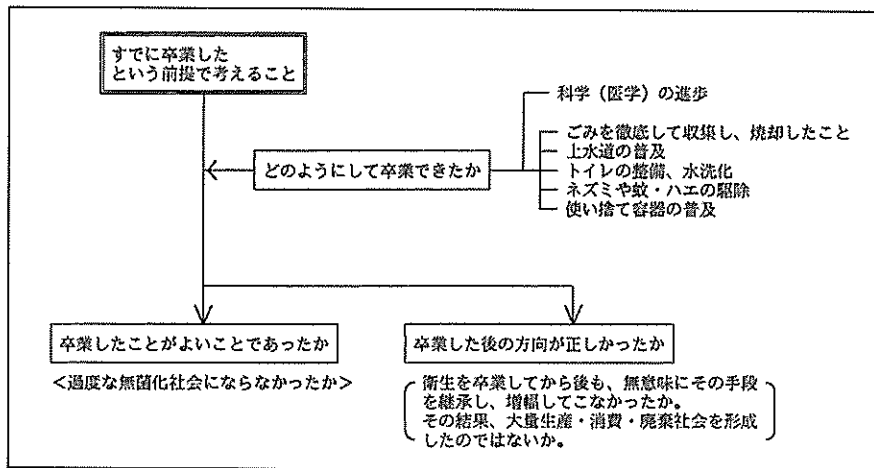 すでに卒業した
という前提で考えること
科学（医学）の進歩
どのようにして卒業できたか
ごみを徹底して収集し、焼却したこと
上水道の普及
トイレの整備、水洗化
ネズミや蚊・ハエの駆除
使い捨て容器の普及
卒業したことがよいことであったか
＜過度な無菌化社会にならなかったか＞
卒業した後の方向が正しかったか
衛生を卒業してから後も、無意味にその手段
を継承し、増幅してこなかったか。
その結果、大量生産・消費・廃棄社会を形成
したのではないか。